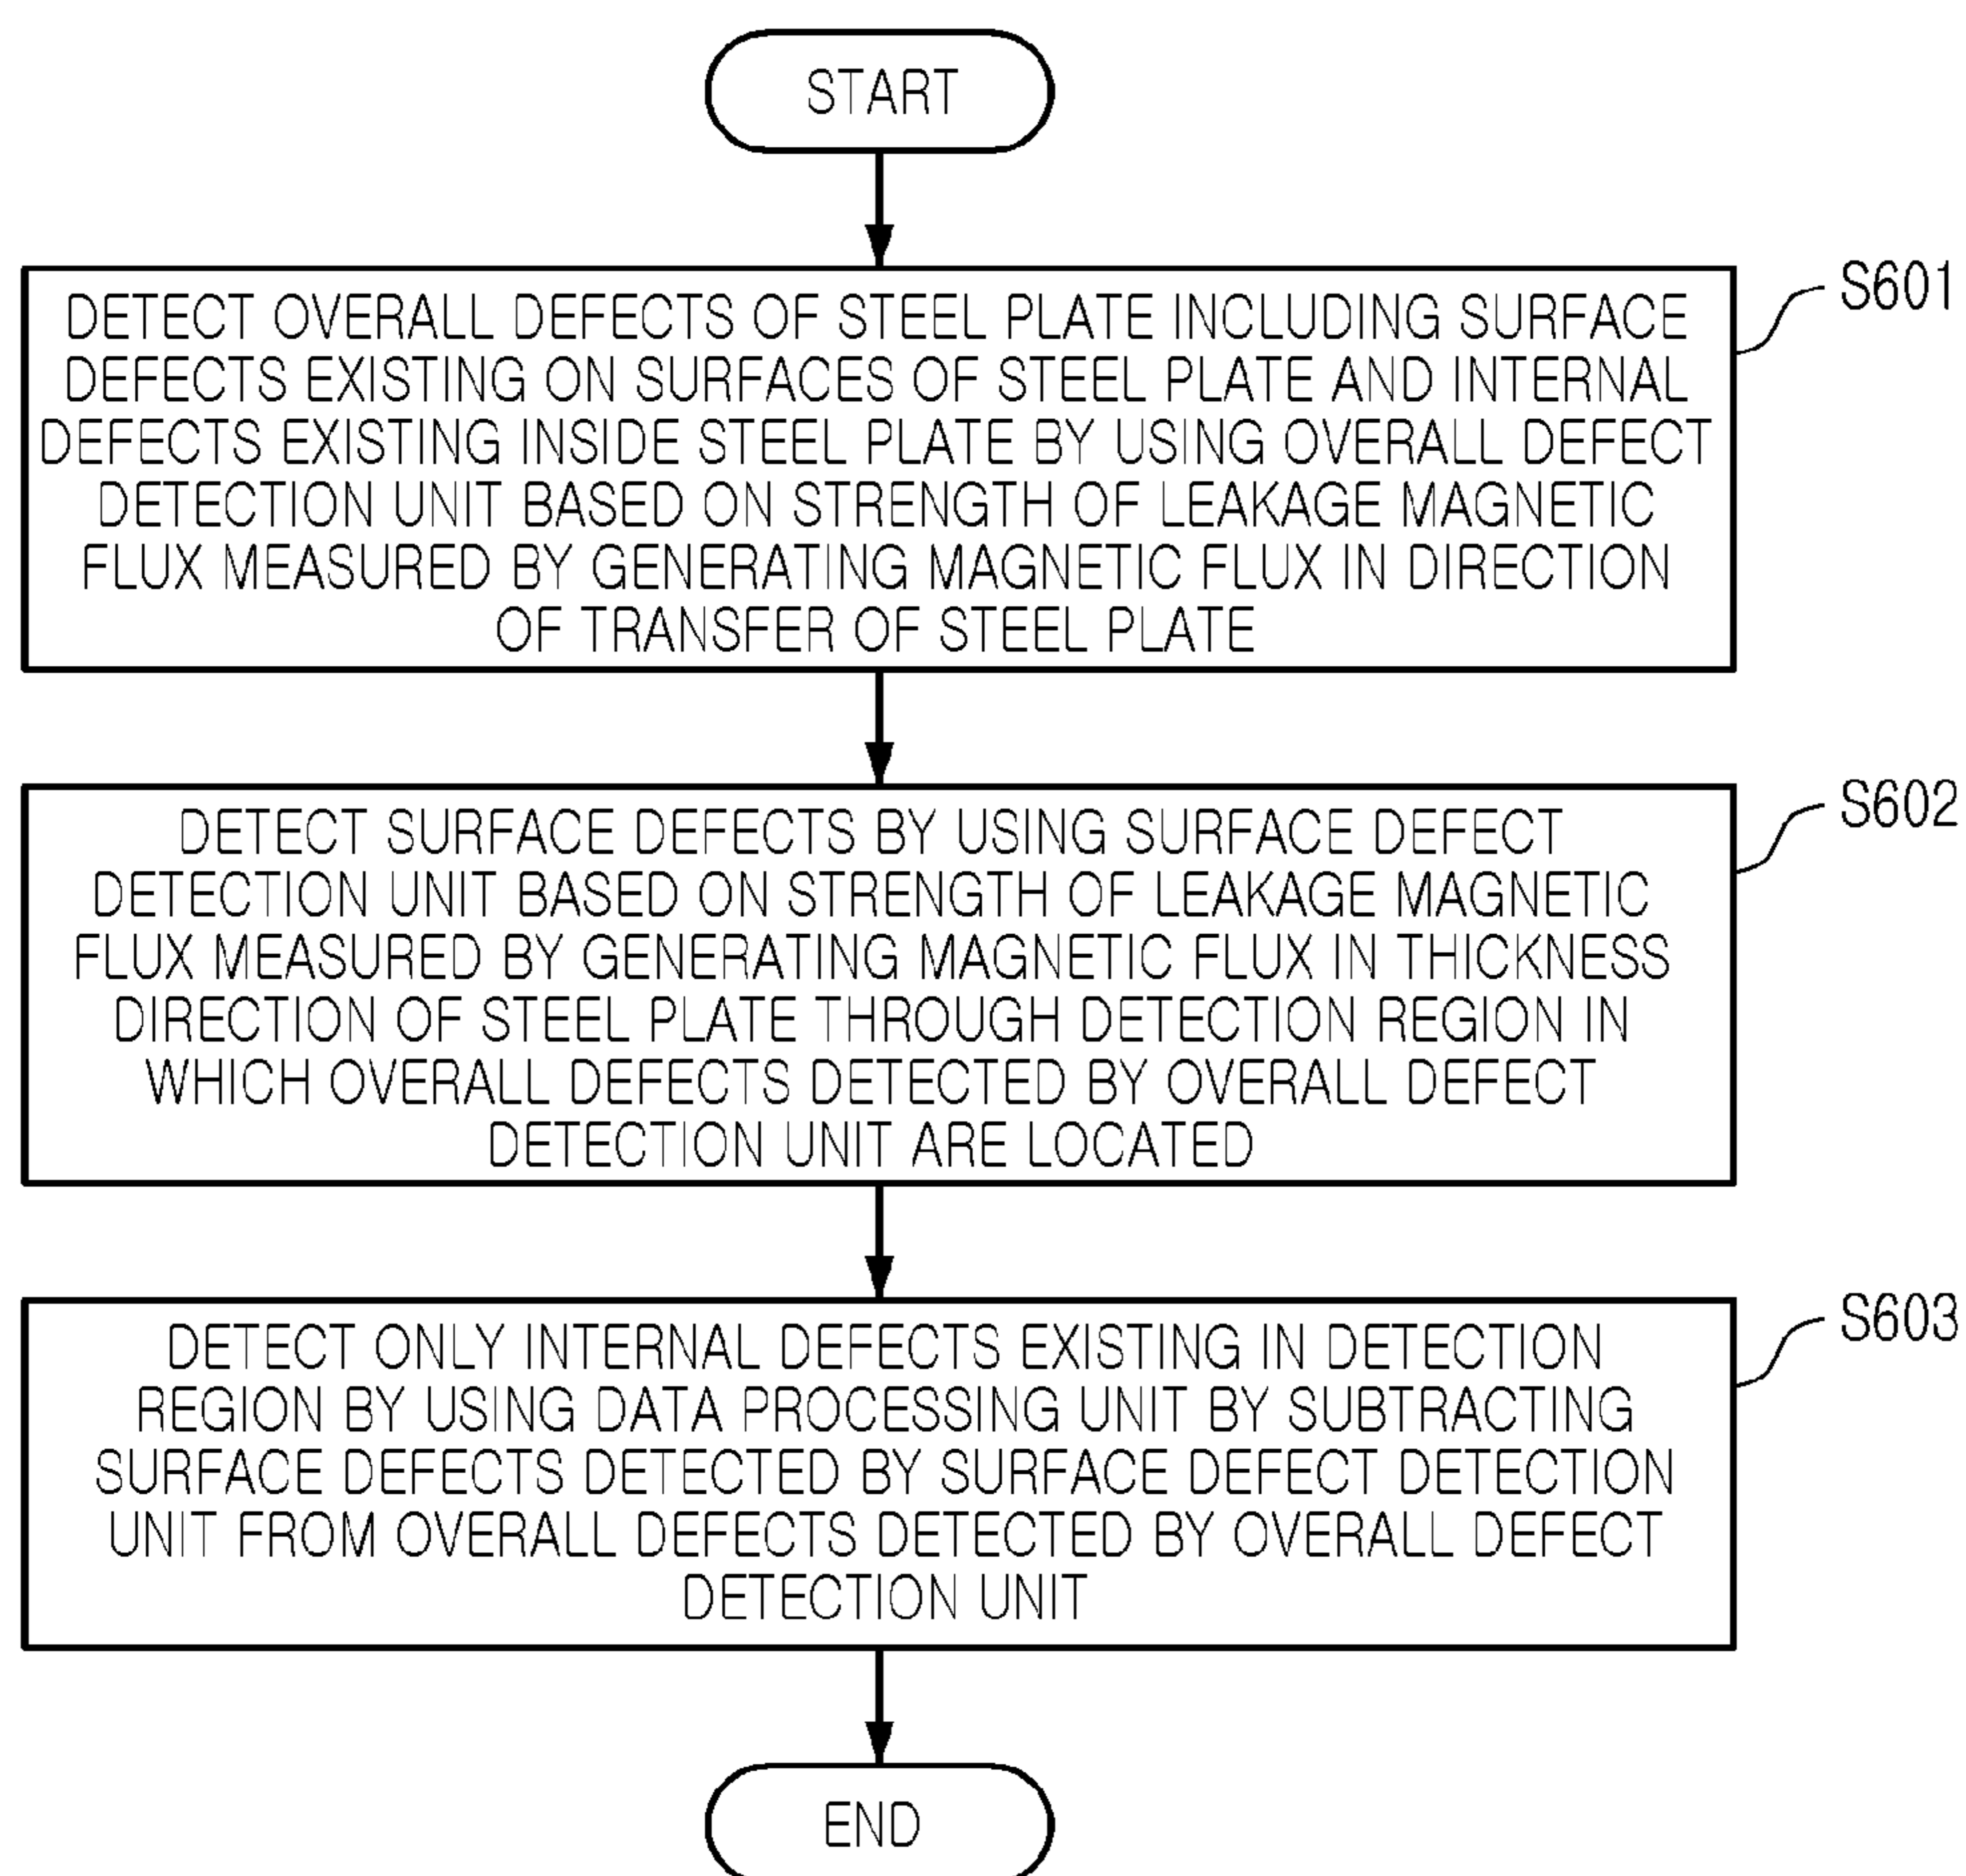 START
DETECT OVERALL DEFECTS OF STEEL PLATE INCLUDING SURFACE
DEFECTS EXISTING ON SURFACES OF STEEL PLATE AND INTERNAL
DEFECTS EXISTING INSIDE STEEL PLATE BY USING OVERALL DEFECT
DETECTION UNIT BASED ON STRENGTH OF LEAKAGE MAGNETIC
FLUX MEASURED BY GENERATING MAGNETIC FLUX IN DIRECTION
OF TRANSFER OF STEEL PLATE
S601
DETECT SURFACE DEFECTS BY USING SURFACE DEFECT
DETECTION UNIT BASED ON STRENGTH OF LEAKAGE MAGNETIC
FLUX MEASURED BY GENERATING MAGNETIC FLUX IN THICKNESS
DIRECTION OF STEEL PLATE THROUGH DETECTION REGION IN
WHICH OVERALL DEFECTS DETECTED BY OVERALL DEFECT
DETECTION UNIT ARE LOCATED
S602
DETECT ONLY INTERNAL DEFECTS EXISTING IN DETECTION
REGION BY USING DATA PROCESSING UNIT BY SUBTRACTING
SURFACE DEFECTS DETECTED BY SURFACE DEFECT DETECTION
UNIT FROM OVERALL DEFECTS DETECTED BY OVERALL DEFECT
DETECTION UNIT
S603
END